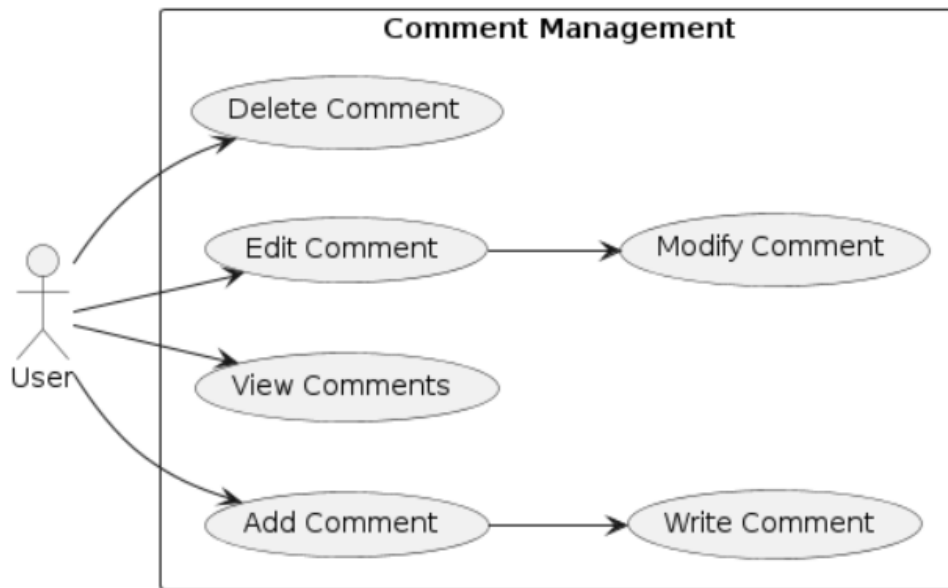 Comment Management
Delete Comment
Edit Comment
Modify Comment
User
View Comments
Add Comment
Write Comment